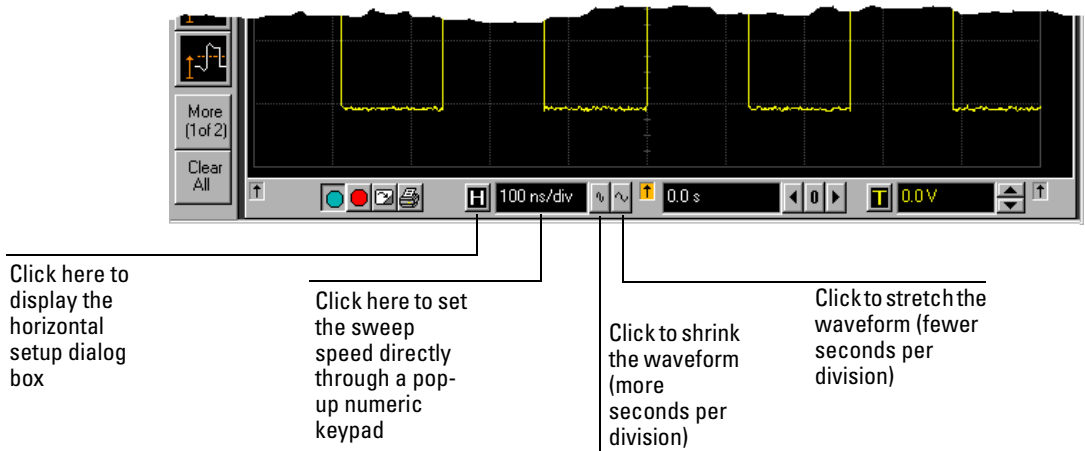 More
(1of 2)
Clear
All
H
100 ns/div
0.0 s
0
T
0.0 V
Click here to
display the
horizontal
setup dialog
box
Click here to set
the sweep
speed directly
through a pop-
up numeric
keypad
Click to shrink
the waveform
(more
seconds per
division)
Click to stretch the
waveform (fewer
seconds per
division)